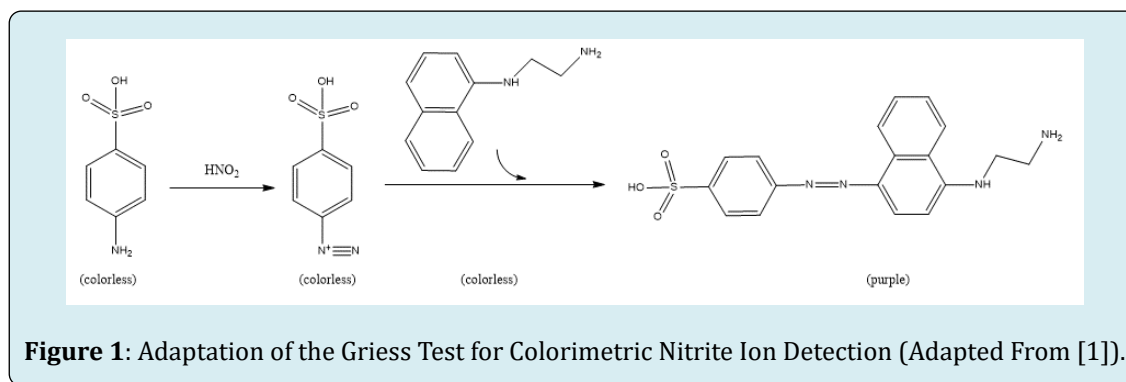 OH
O
S
O
NH₂
(colorless)
HNO₂
OH
O
S
O
N⁺
N
(colorless)
NH
NH₂
(colorless)
O
HO
S
O
N
N
NH
NH₂
(purple)
Figure 1: Adaptation of the Griess Test for Colorimetric Nitrite Ion Detection (Adapted From [1]).